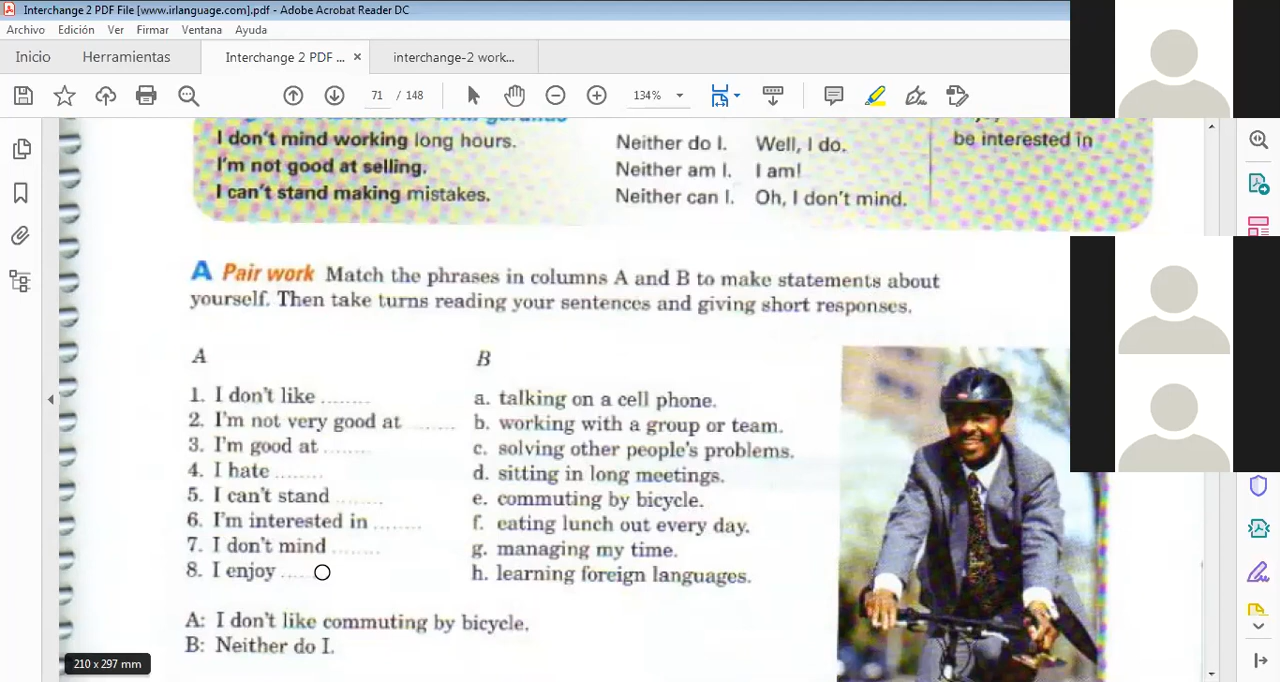 Interchange 2 PDF File [www.irlanguage.com].pdf - Adobe Acrobat Reader DC
Archivo Edición Ver Firmar Ventana Ayuda
Inicio Herramientas Interchange 2 PDF ... × interchange-2 work...
71 / 148 134%
I don't mind working long hours. Neither do I. Well, I do. be interested in
I'm not good at selling. Neither am I. I am!
I can't stand making mistakes. Neither can I. Oh, I don't mind.
A Pair work Match the phrases in columns A and B to make statements about
yourself. Then take turns reading your sentences and giving short responses.
A B
1. I don't like ........ a. talking on a cell phone.
2. I'm not very good at ........ b. working with a group or team.
3. I'm good at ........ c. solving other people's problems.
4. I hate ........ d. sitting in long meetings.
5. I can't stand ........ e. commuting by bicycle.
6. I'm interested in ........ f. eating lunch out every day.
7. I don't mind ........ g. managing my time.
8. I enjoy ..... h. learning foreign languages.
A: I don't like commuting by bicycle.
B: Neither do I.
210 x 297 mm